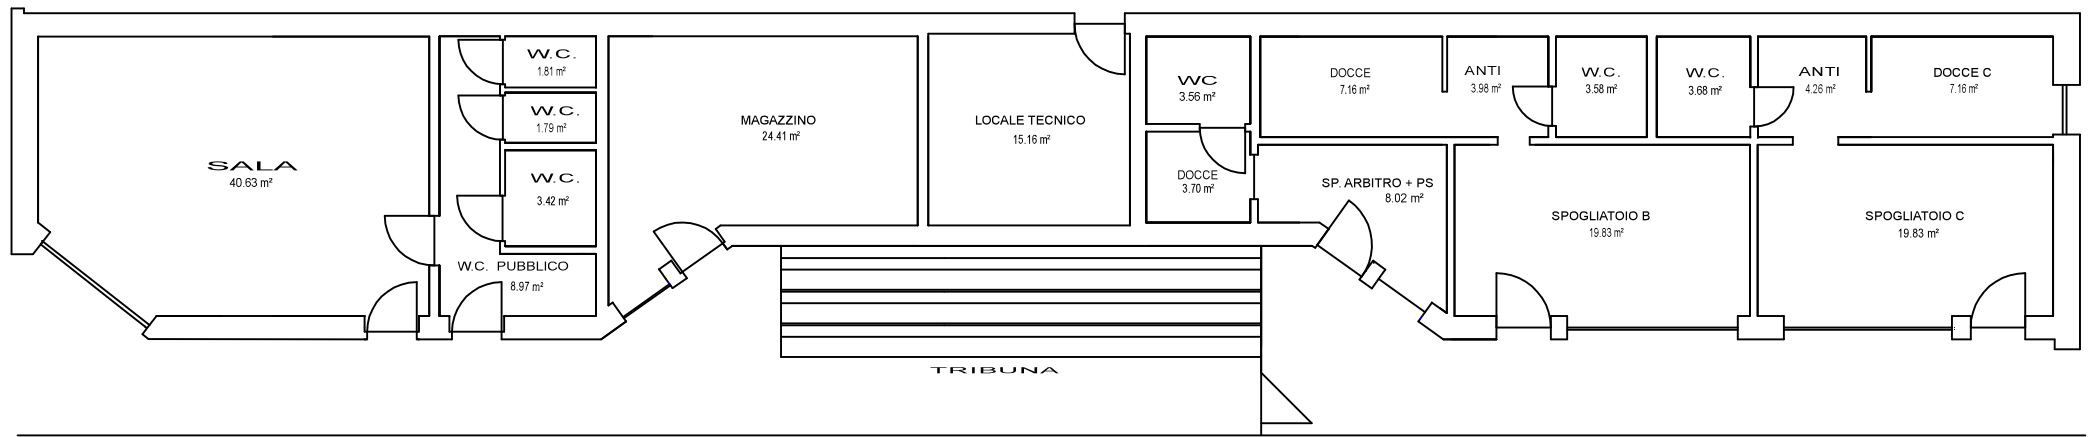 SALA
40.63 m²
W.C.
1.81 m²
W.C.
1.79 m²
W.C.
3.42 m²
W.C. PUBBLICO
8.97 m²
MAGAZZINO
24.41 m²
LOCALE TECNICO
15.16 m²
WC
3.56 m²
DOCCE
3.70 m²
DOCCE
7.16 m²
ANTI
3.98 m²
W.C.
3.58 m²
W.C.
3.68 m²
ANTI
4.26 m²
DOCCE C
7.16 m²
SP. ARBITRO + PS
8.02 m²
SPOGLIATOIO B
19.83 m²
SPOGLIATOIO C
19.83 m²
TRIBUNA